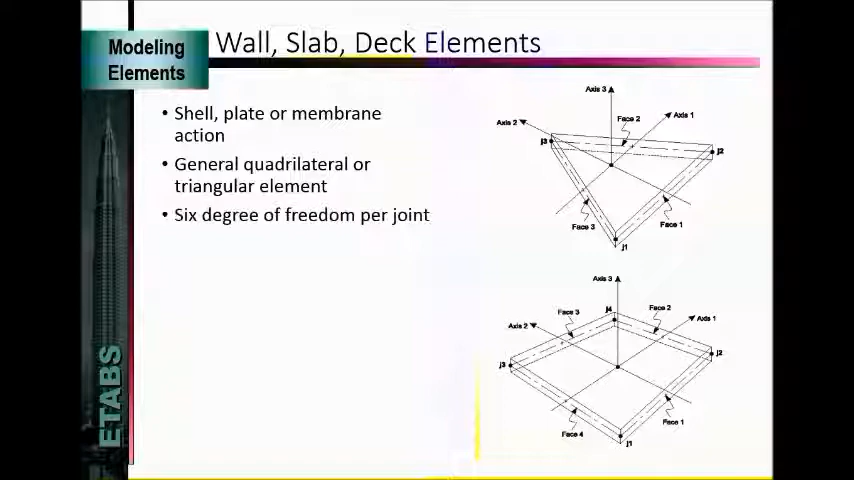 Modeling
Elements
Wall, Slab, Deck Elements
• Shell, plate or membrane
action
• General quadrilateral or
triangular element
• Six degree of freedom per joint
ETABS
Axis 3
Axis 1
Axis 2
Face 2
j3
j2
Face 3
Face 1
j1
Axis 3
j4
Face 2
Face 3
Axis 1
Axis 2
j2
j3
Face 1
Face 4
j1